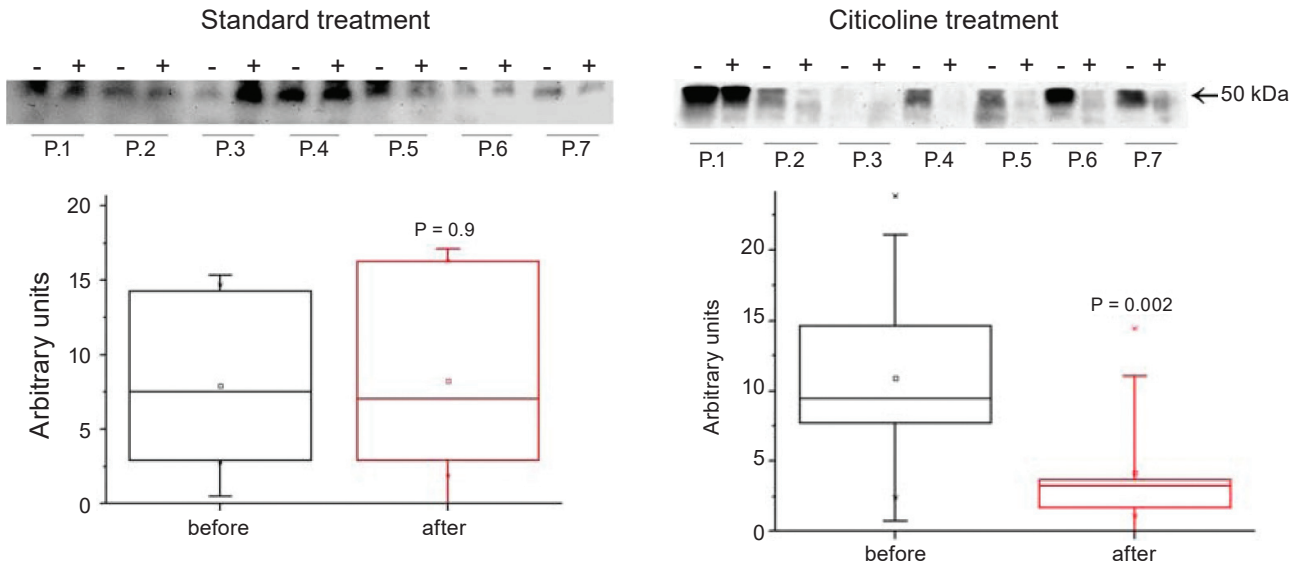 Standard treatment
- + - + - + - + - + - + - +
P.1 P.2 P.3 P.4 P.5 P.6 P.7
20
15
10
5
0
Arbitrary units
P = 0.9
before after
Citicoline treatment
- + - + - + - + - + - + - +
50 kDa
P.1 P.2 P.3 P.4 P.5 P.6 P.7
20
15
10
5
0
Arbitrary units
P = 0.002
before after